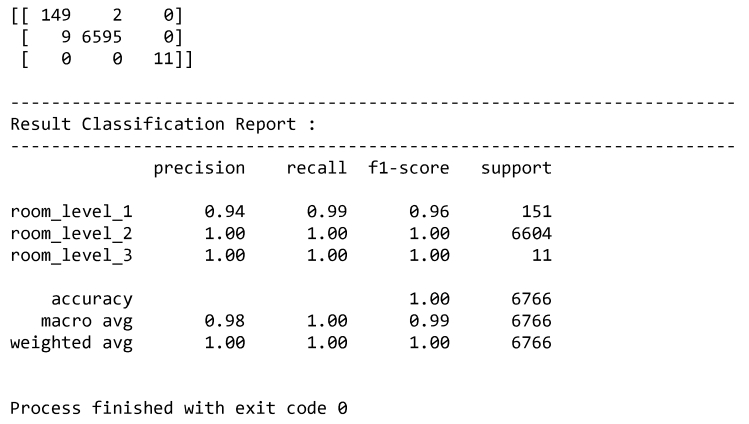 [[ 149    2    0]
 [   9 6595    0]
 [   0    0   11]]
-----------------------------------------------------------------------
Result Classification Report :
-----------------------------------------------------------------------
              precision    recall  f1-score   support
room_level_1       0.94      0.99      0.96       151
room_level_2       1.00      1.00      1.00      6604
room_level_3       1.00      1.00      1.00        11
    accuracy                           1.00      6766
   macro avg       0.98      1.00      0.99      6766
weighted avg       1.00      1.00      1.00      6766
Process finished with exit code 0